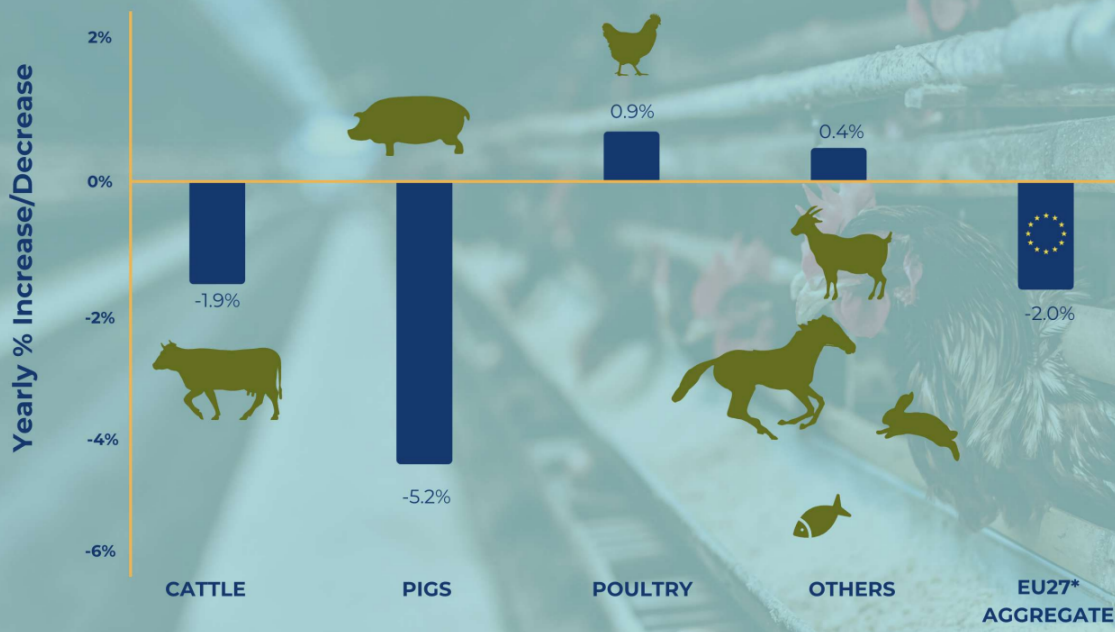 Yearly % Increase/Decrease
2%
0%
-2%
-4%
-6%
-1.9%
-5.2%
0.9%
0.4%
-2.0%
CATTLE
PIGS
POULTRY
OTHERS
EU27*
AGGREGATE